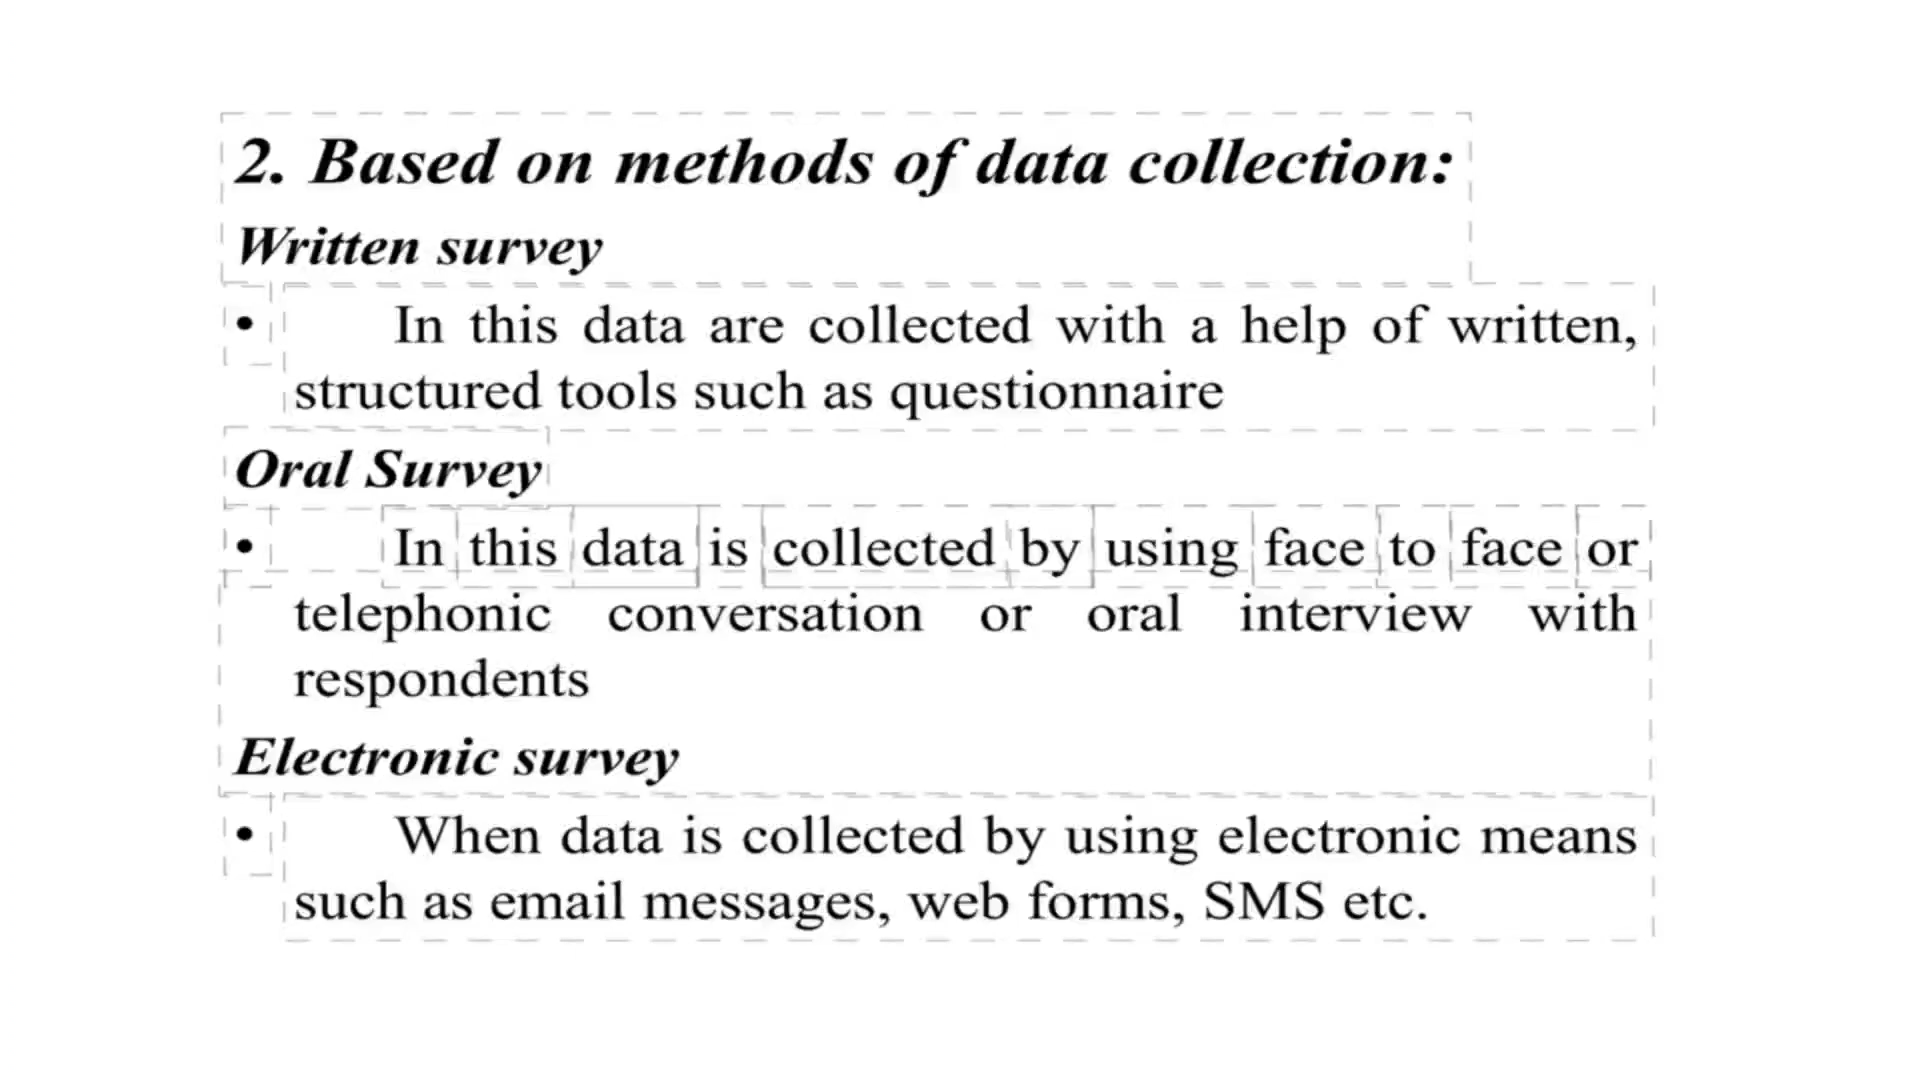 2. Based on methods of data collection:
Written survey
• In this data are collected with a help of written,
structured tools such as questionnaire
Oral Survey
• In this data is collected by using face to face or
telephonic conversation or oral interview with
respondents
Electronic survey
• When data is collected by using electronic means
such as email messages, web forms, SMS etc.